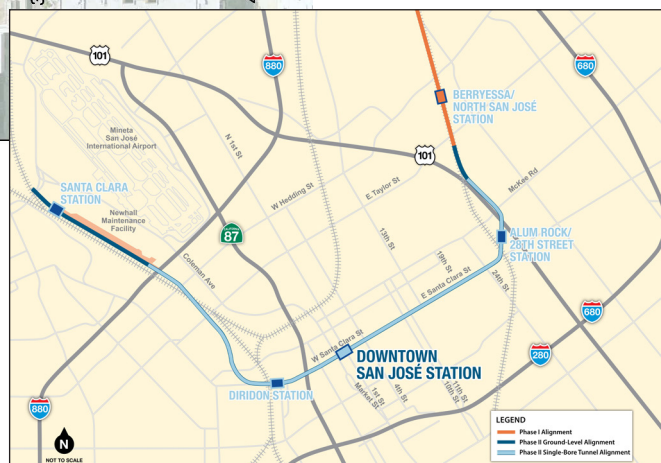 101
880
680
BERRYESSA/
NORTH SAN JOSÉ
STATION
Mineta
San José
International Airport
N 1st St
101
McKee Rd
W Hedding St
E Taylor St
SANTA CLARA
STATION
Newhall
Maintenance
Facility
CALIFORNIA
87
13th St
19th St
ALUM ROCK/
28TH STREET
STATION
Coleman Ave
E Santa Clara St
24th St
680
W Santa Clara St
DOWNTOWN
SAN JOSÉ STATION
280
DIRIDON STATION
1st St
Market St
4th St
11th St
10th St
880
N
NOT TO SCALE
LEGEND
Phase I Alignment
Phase II Ground-Level Alignment
Phase II Single-Bore Tunnel Alignment